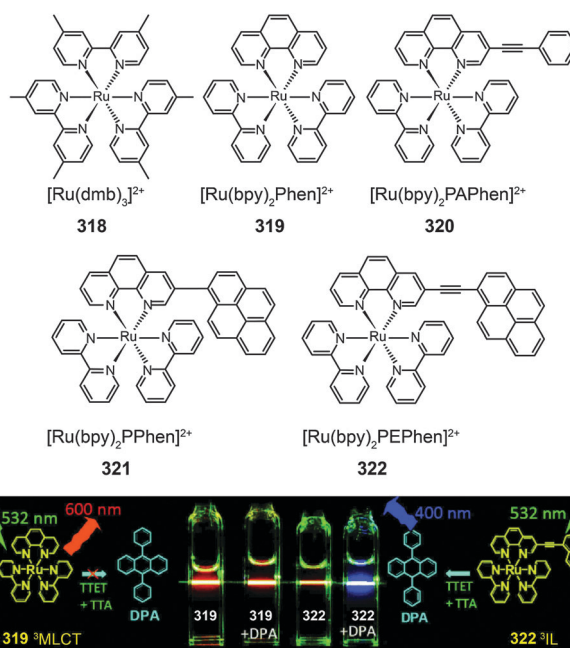 [Ru(dmb)₃]²⁺ [Ru(bpy)₂Phen]²⁺ [Ru(bpy)₂PAPhen]²⁺
318 319 320
[Ru(bpy)₂PPhen]²⁺ [Ru(bpy)₂PEPhen]²⁺
321 322
532 nm 600 nm 400 nm 532 nm
N N N N Ru N N
TTET
+ TTA
DPA
319 319
+DPA
322 322
+DPA
DPA
TTET
+ TTA
319 ³MLCT
322 ³IL